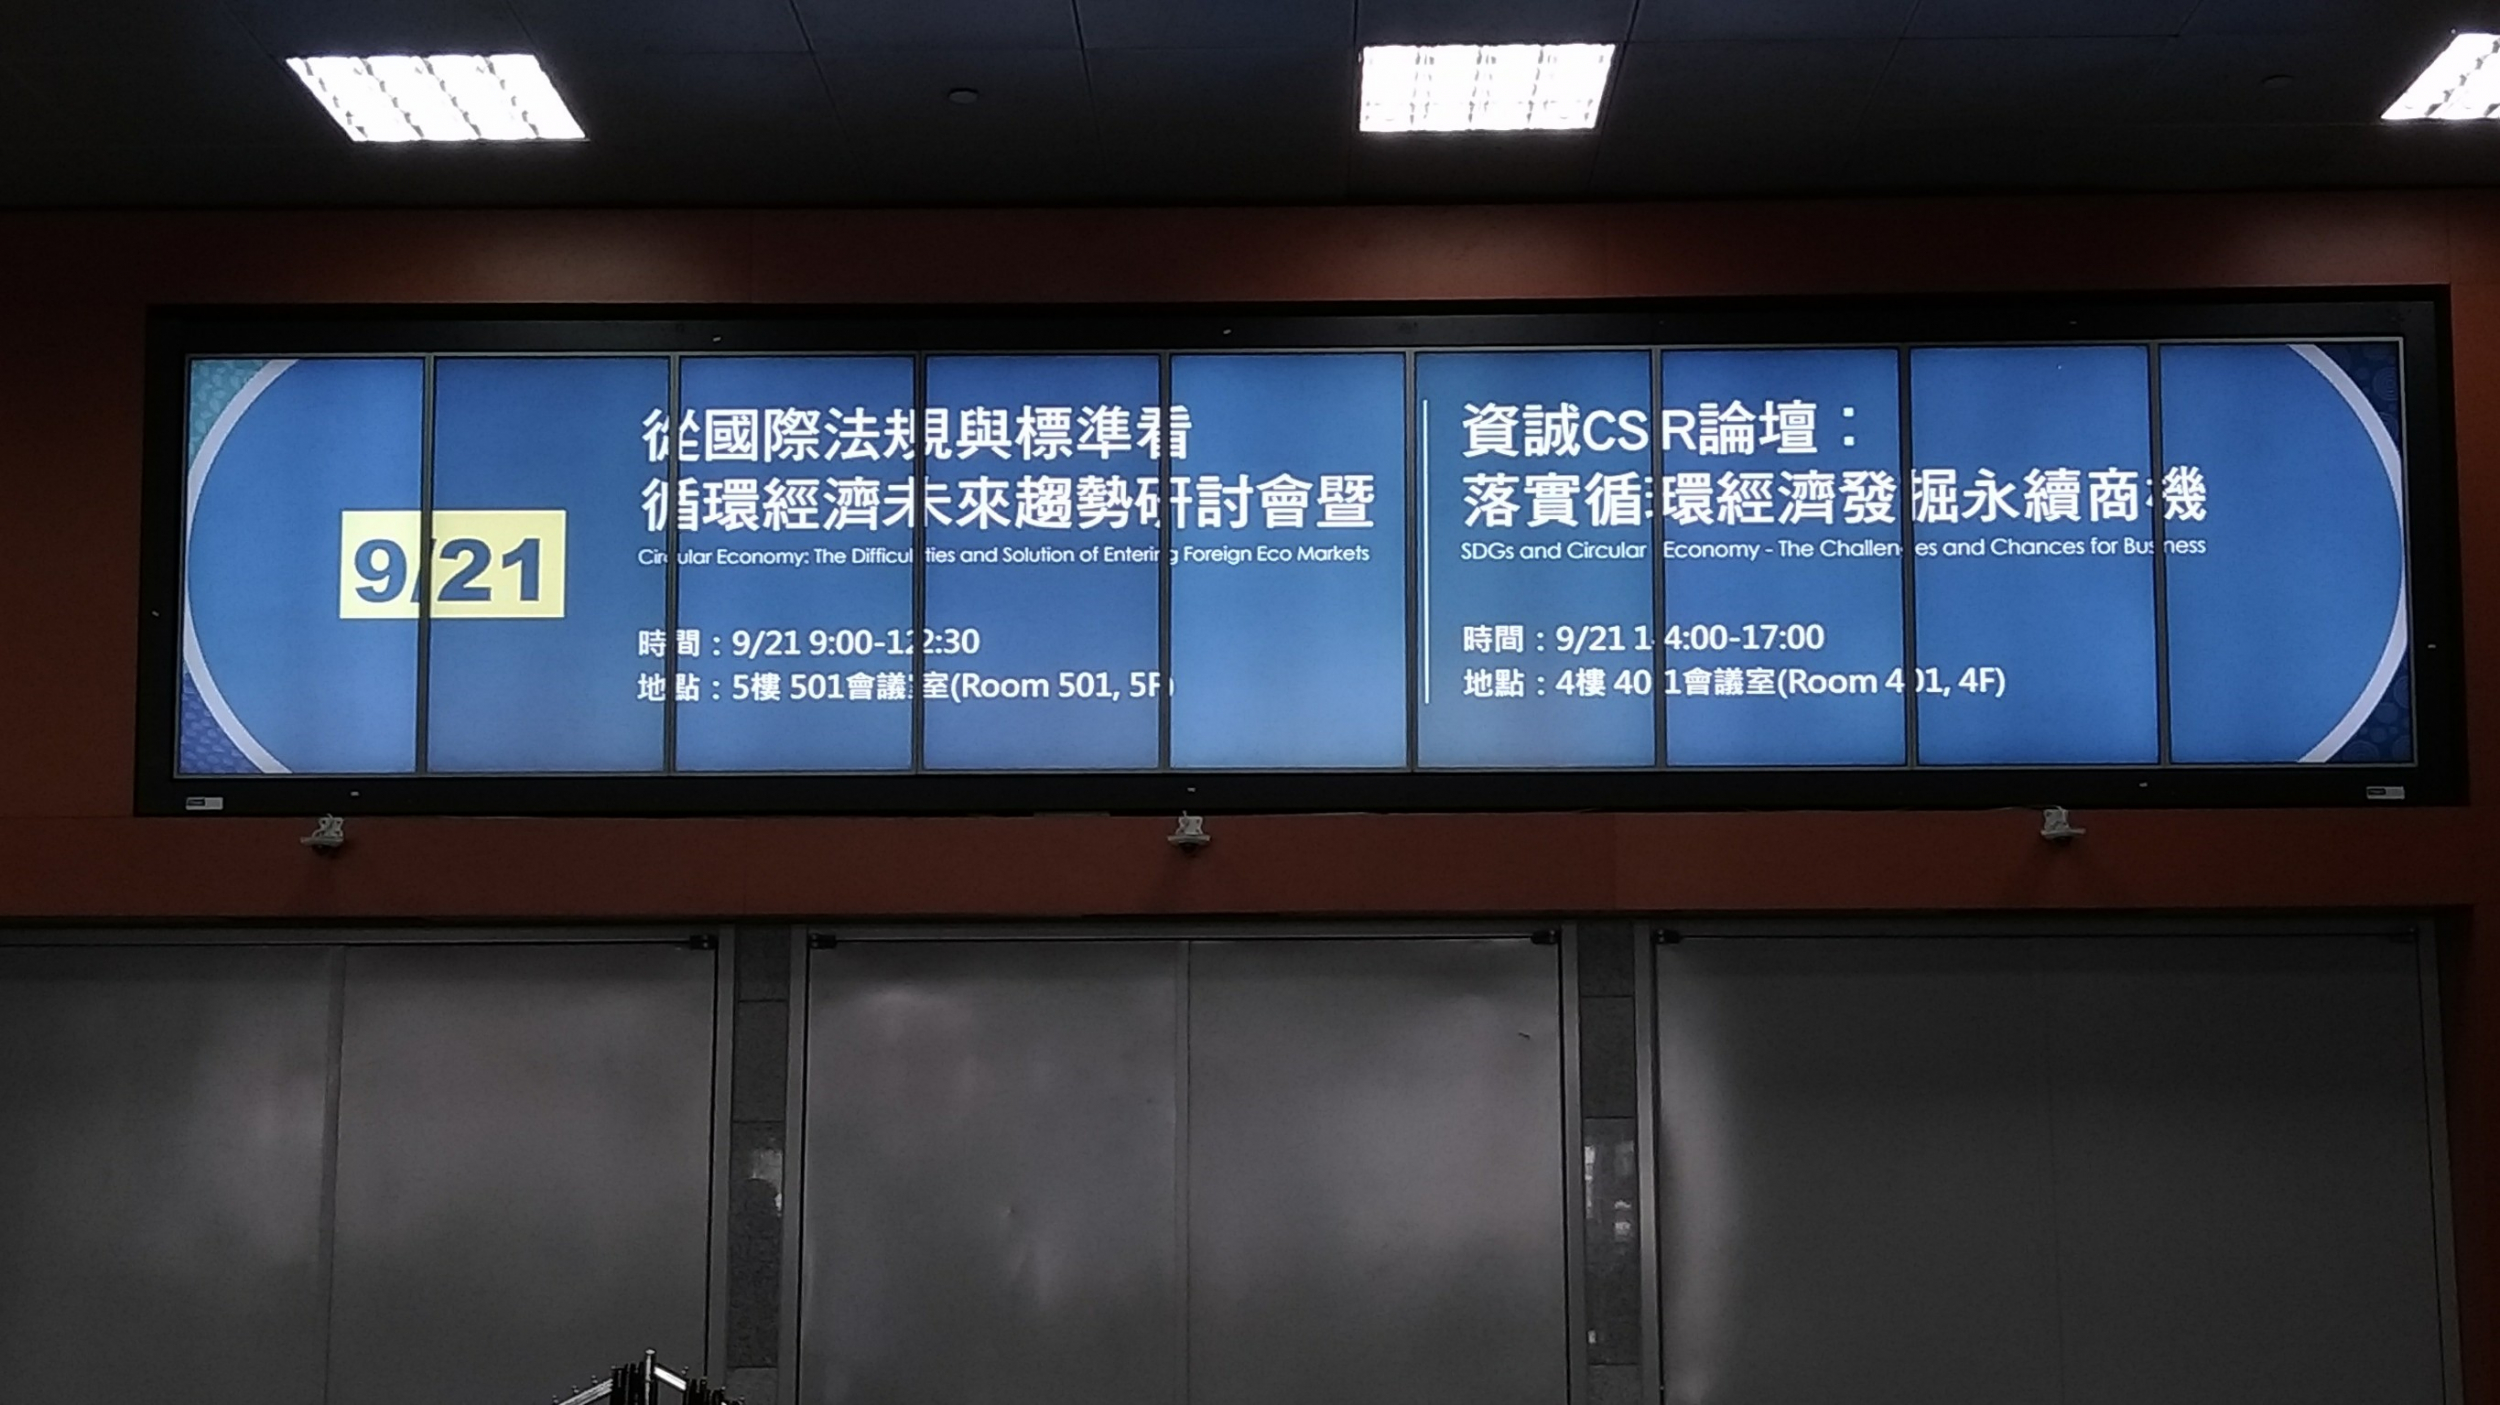 9/21
從國際法規與標準看
循環經濟未來趨勢研討會暨
Circular Economy: The Difficulties and Solution of Entering Foreign Eco Markets
時間：9/21 9:00-12:30
地點：5樓 501會議室(Room 501, 5F)
資誠CSR論壇：
落實循環經濟發掘永續商機
SDGs and Circular Economy - The Challenges and Chances for Business
時間：9/21 14:00-17:00
地點：4樓 401會議室(Room 401, 4F)